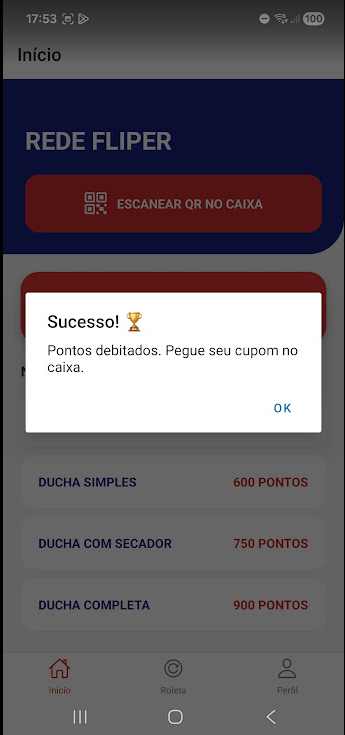 17:53
100
Início
REDE FLIPER
ESCANEAR QR NO CAIXA
Sucesso! 🏆
Pontos debitados. Pegue seu cupom no
caixa.
OK
DUCHA SIMPLES 600 PONTOS
DUCHA COM SECADOR 750 PONTOS
DUCHA COMPLETA 900 PONTOS
Início Roleta Perfil